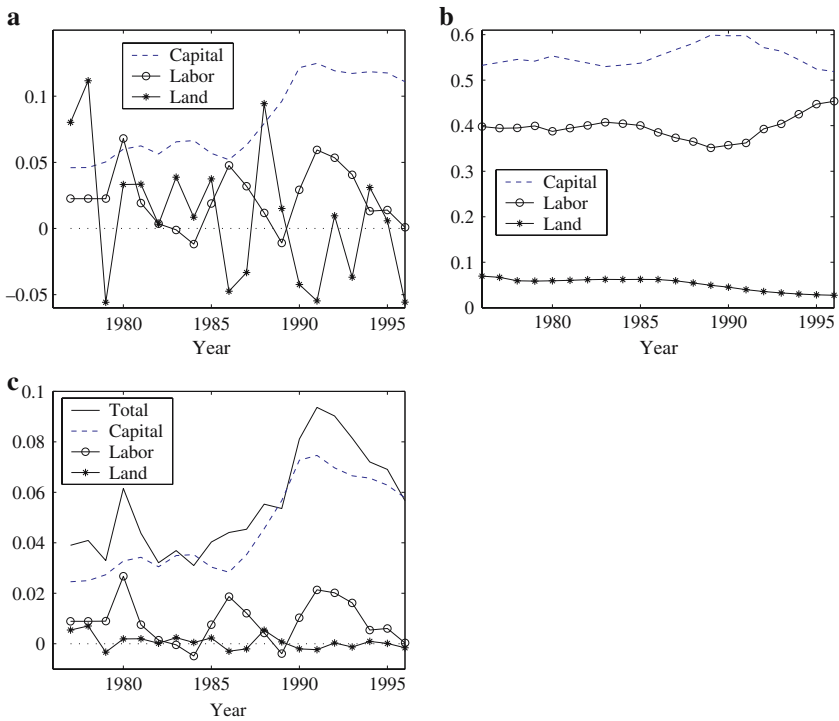 a
Capital
Labor
Land
0.1
0.05
0
−0.05
1980 1985 1990 1995
Year
b
0.6
0.5
0.4
0.3
0.2
0.1
0
Capital
Labor
Land
1980 1985 1990 1995
Year
c
0.1
0.08
0.06
0.04
0.02
0
Total
Capital
Labor
Land
1980 1985 1990 1995
Year